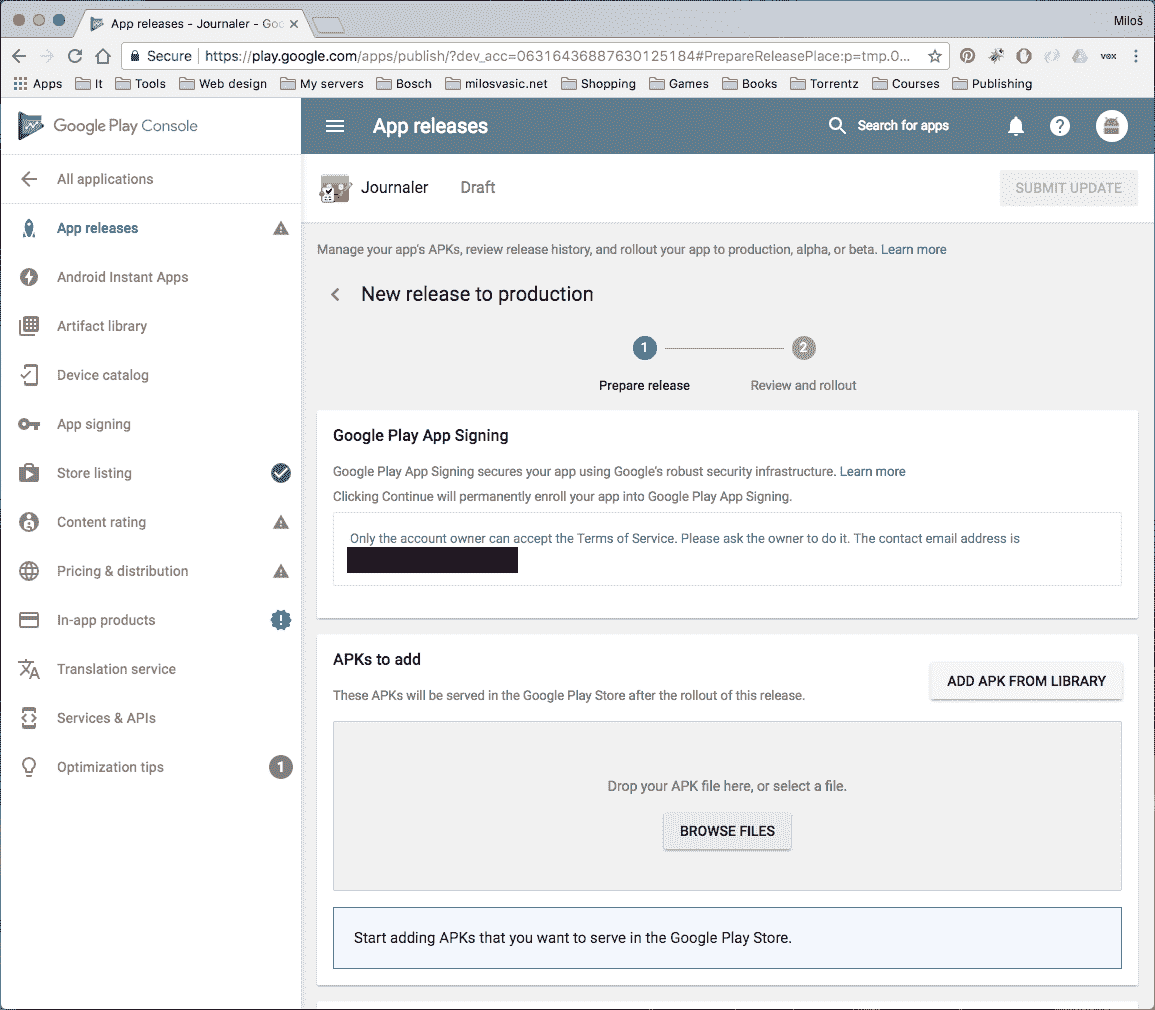 App releases - Journaler - Goo
Miloš
Secure
https://play.google.com/apps/publish/?dev_acc=06316436887630125184#PrepareReleasePlace:p=tmp.0...
vox
Apps It Tools Web design My servers Bosch milosvasic.net Shopping Games Books Torrentz Courses Publishing
Google Play Console
App releases
Search for apps
All applications
Journaler Draft
SUBMIT UPDATE
App releases
Android Instant Apps
Artifact library
Device catalog
App signing
Store listing
Content rating
Pricing & distribution
In-app products
!
Translation service
Services & APIs
Optimization tips
1
Manage your app's APKs, review release history, and rollout your app to production, alpha, or beta. Learn more
New release to production
1
2
Prepare release
Review and rollout
Google Play App Signing
Google Play App Signing secures your app using Google's robust security infrastructure. Learn more
Clicking Continue will permanently enroll your app into Google Play App Signing.
Only the account owner can accept the Terms of Service. Please ask the owner to do it. The contact email address is
APKs to add
ADD APK FROM LIBRARY
These APKs will be served in the Google Play Store after the rollout of this release.
Drop your APK file here, or select a file.
BROWSE FILES
Start adding APKs that you want to serve in the Google Play Store.